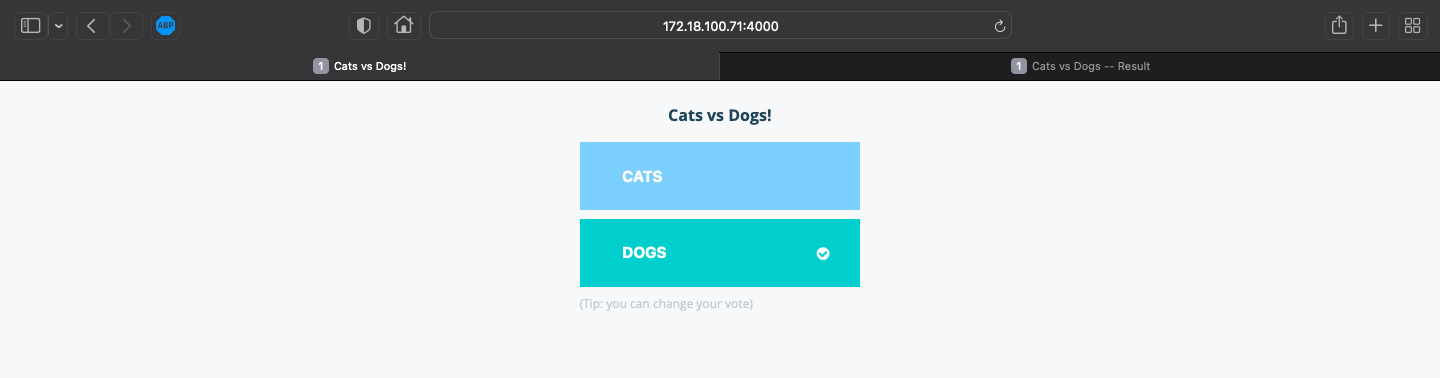 ABP
172.18.100.71:4000
1 Cats vs Dogs!
1 Cats vs Dogs -- Result
Cats vs Dogs!
CATS
DOGS
(Tip: you can change your vote)